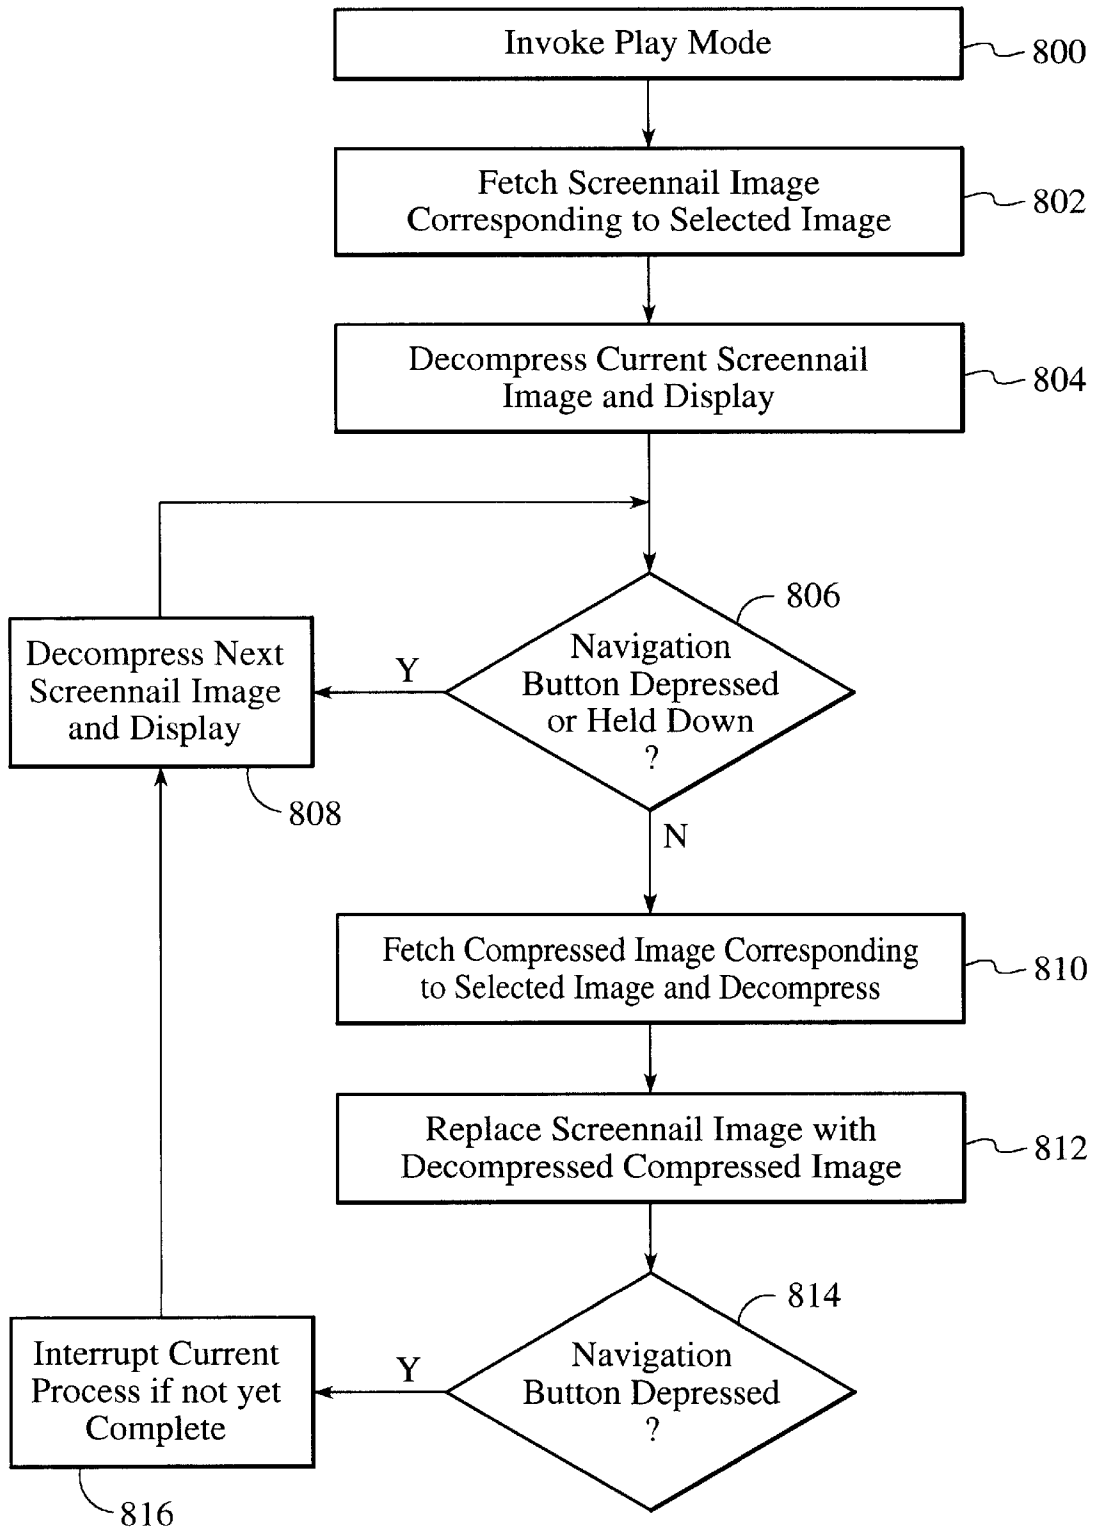 Invoke Play Mode
800
Fetch Screennail Image
Corresponding to Selected Image
802
Decompress Current Screennail
Image and Display
804
806
Navigation
Button Depressed
or Held Down
?
Y
Decompress Next
Screennail Image
and Display
808
N
Fetch Compressed Image Corresponding
to Selected Image and Decompress
810
Replace Screennail Image with
Decompressed Compressed Image
812
814
Navigation
Button Depressed
?
Y
Interrupt Current
Process if not yet
Complete
816